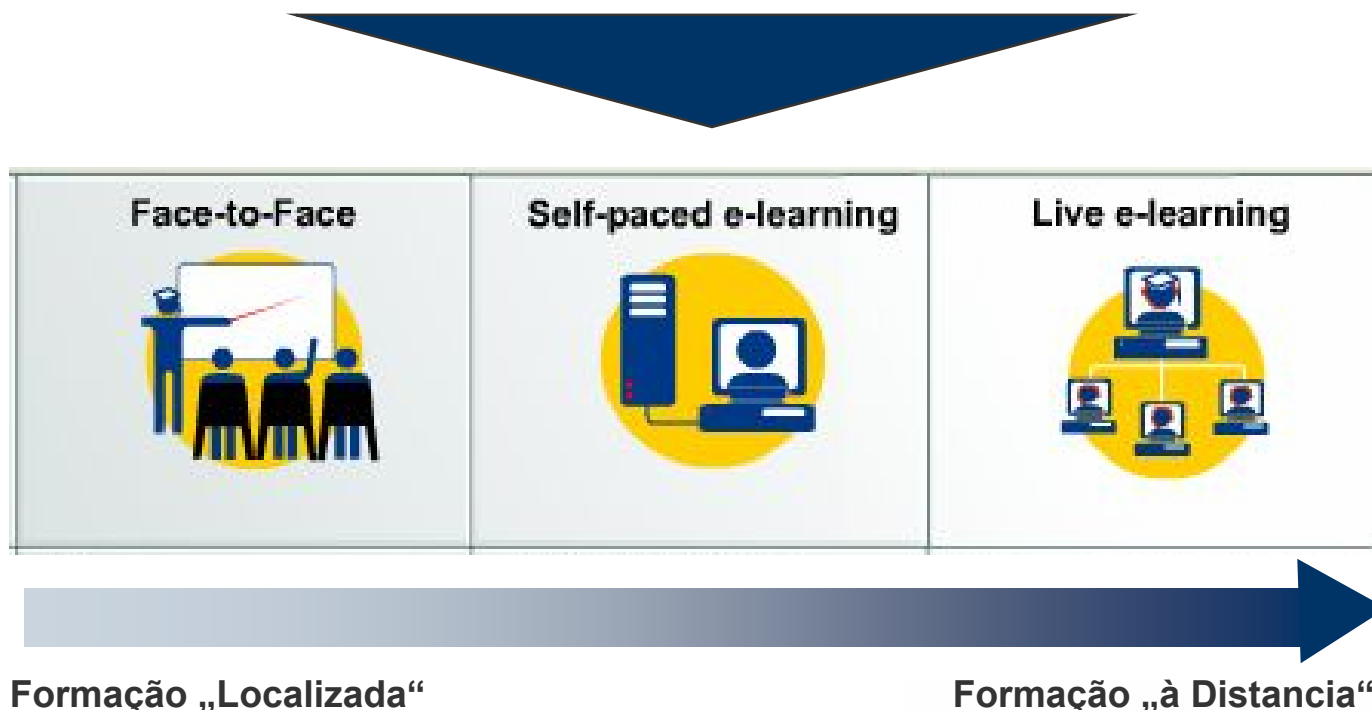 Face-to-Face
Self-paced e-learning
Live e-learning
Formação „Localizada“
Formação „à Distancia“